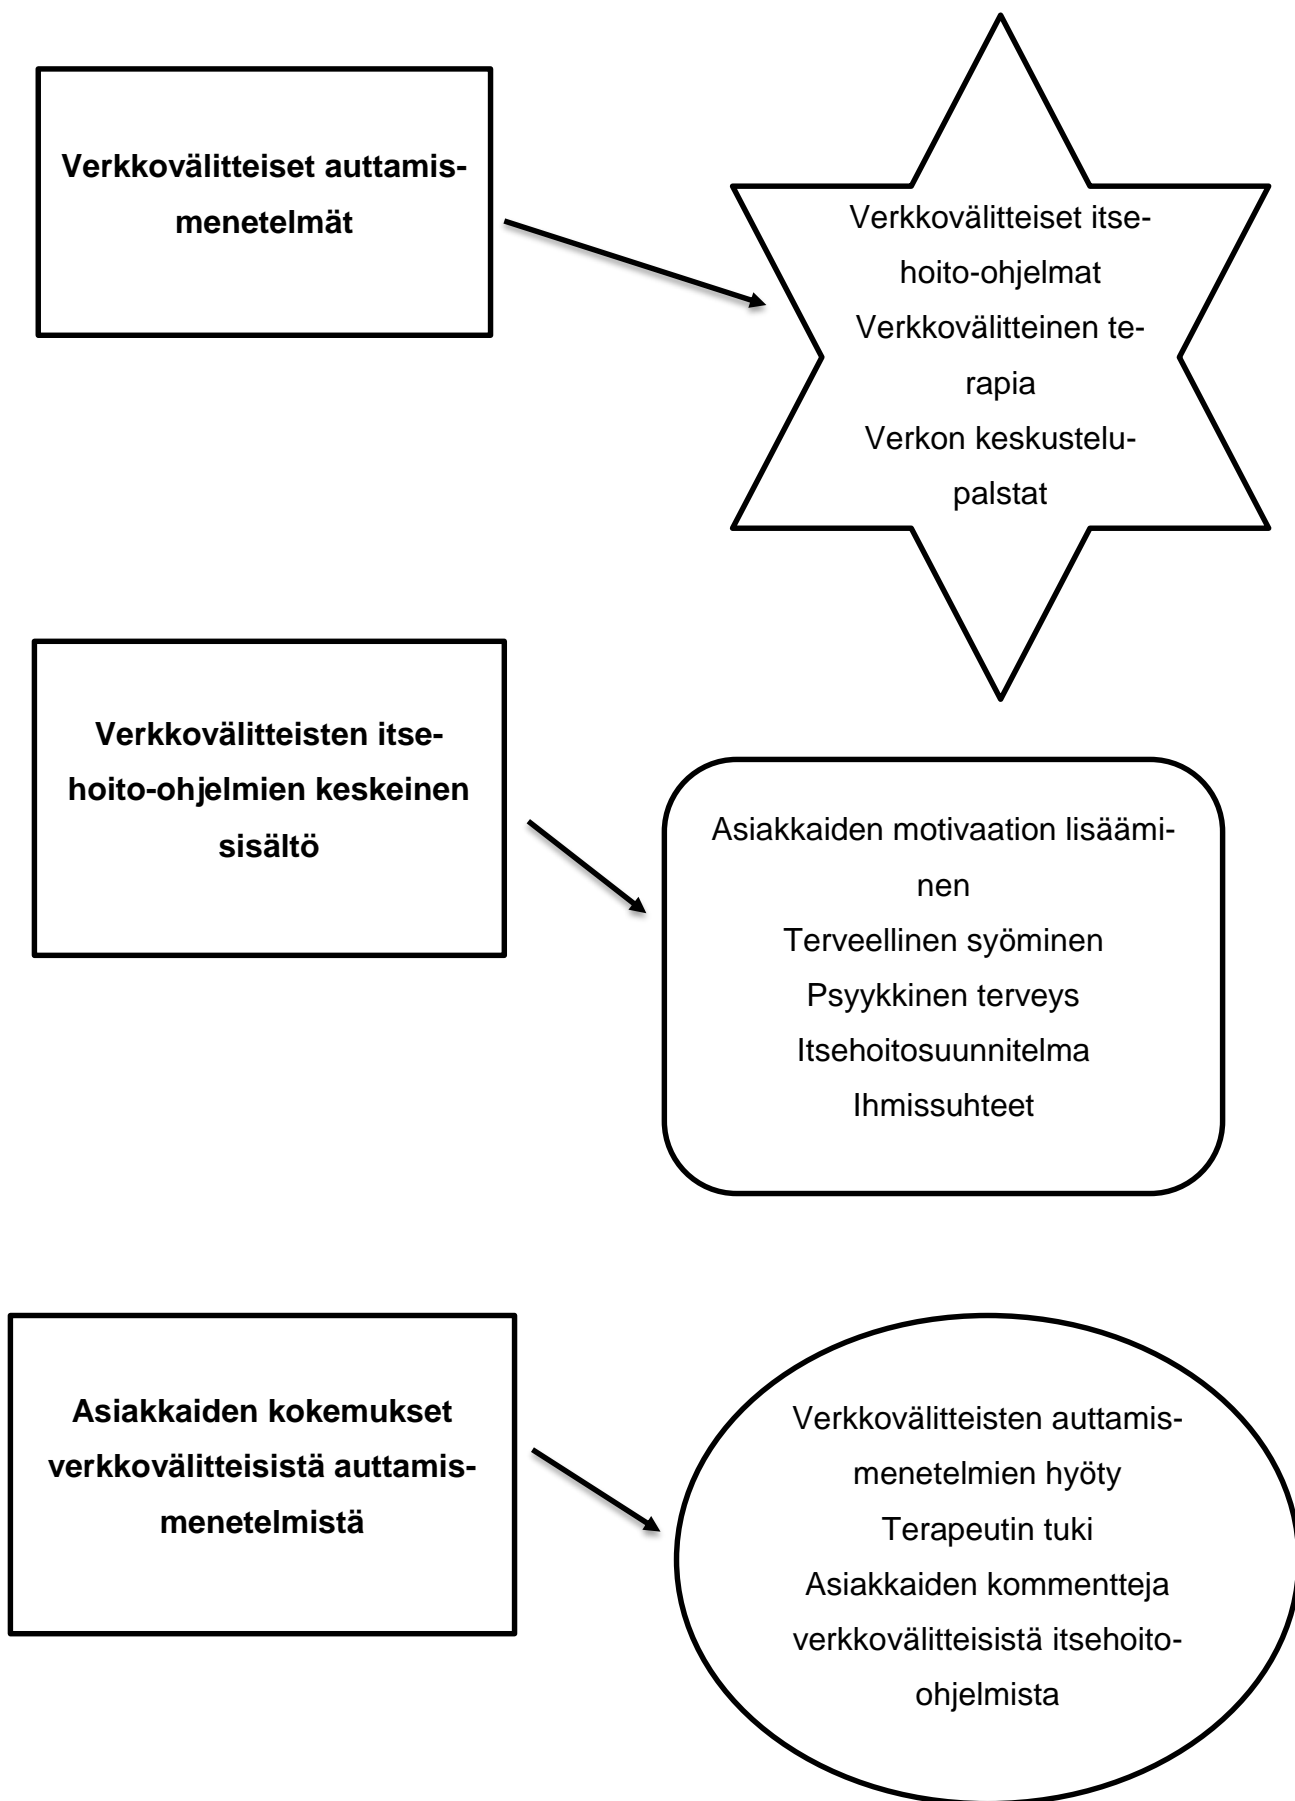 Verkkovälitteiset auttamis-
menetelmät
Verkkovälitteiset itse-
hoito-ohjelmat
Verkkovälitteinen te-
rapia
Verkon keskustelu-
palstat
Verkkovälitteisten itse-
hoito-ohjelmien keskeinen
sisältö
Asiakkaiden motivaation lisäämi-
nen
Terveellinen syöminen
Psyykkinen terveys
Itsehoitosuunnitelma
Ihmissuhteet
Asiakkaiden kokemukset
verkkovälitteisistä auttamis-
menetelmistä
Verkkovälitteisten auttamis-
menetelmien hyöty
Terapeutin tuki
Asiakkaiden kommentteja
verkkovälitteisistä itsehoito-
ohjelmista